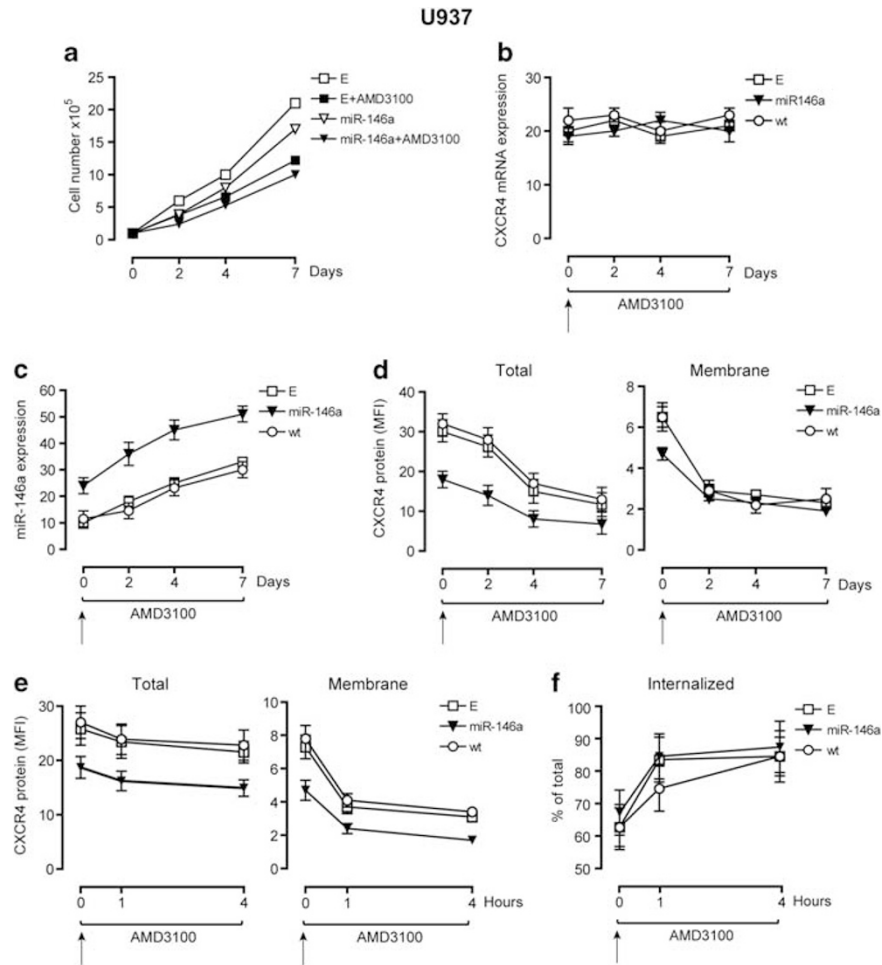 U937
a
Cell number x10⁵
25
20
15
10
5
0
0 2 4 7 Days
E
E+AMD3100
miR-146a
miR-146a+AMD3100
b
CXCR4 mRNA expression
30
20
10
0
0 2 4 7 Days
AMD3100
E
miR146a
wt
c
miR-146a expression
60
50
40
30
20
10
0
0 2 4 7 Days
AMD3100
E
miR-146a
wt
d
Total
CXCR4 protein (MFI)
40
30
20
10
0
0 2 4 7
AMD3100
Membrane
8
6
4
2
0
0 2 4 7 Days
AMD3100
E
miR-146a
wt
e
Total
CXCR4 protein (MFI)
30
20
10
0
0 1 4
AMD3100
Membrane
10
8
6
4
2
0
0 1 4 Hours
AMD3100
E
miR-146a
wt
f
Internalized
% of total
100
90
80
70
60
50
0 1 4 Hours
AMD3100
E
miR-146a
wt